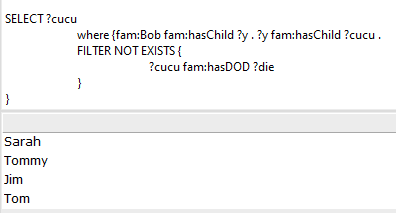 SELECT ?cucu
where {fam:Bob fam:hasChild ?y . ?y fam:hasChild ?cucu .
FILTER NOT EXISTS {
?cucu fam:hasDOD ?die
}
}
Sarah
Tommy
Jim
Tom